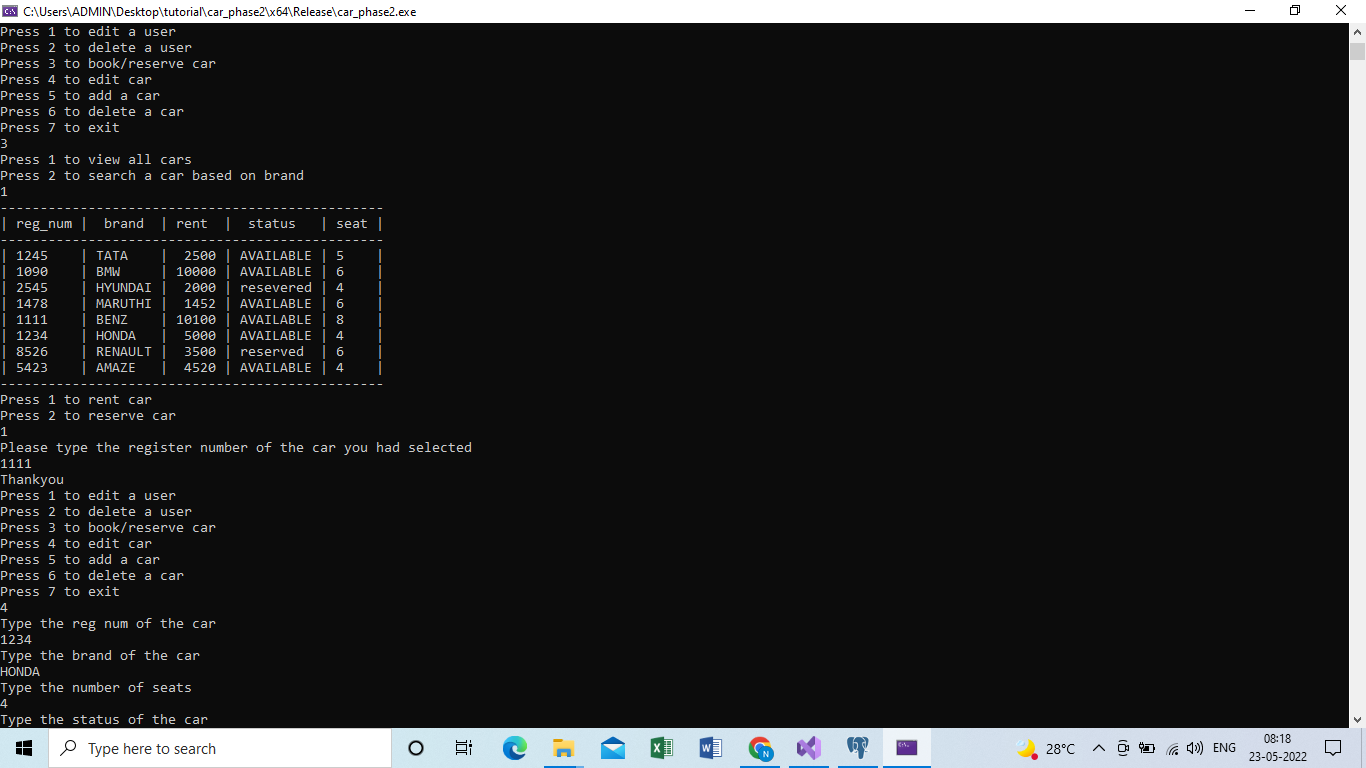 C:\Users\ADMIN\Desktop\tutorial\car_phase2\x64\Release\car_phase2.exe
Press 1 to edit a user
Press 2 to delete a user
Press 3 to book/reserve car
Press 4 to edit car
Press 5 to add a car
Press 6 to delete a car
Press 7 to exit
3
Press 1 to view all cars
Press 2 to search a car based on brand
1
------------------------------------------------
| reg_num |  brand  | rent  |  status   | seat |
------------------------------------------------
| 1245    | TATA    |  2500 | AVAILABLE | 5    |
| 1090    | BMW     | 10000 | AVAILABLE | 6    |
| 2545    | HYUNDAI |  2000 | resevered | 4    |
| 1478    | MARUTHI |  1452 | AVAILABLE | 6    |
| 1111    | BENZ    | 10100 | AVAILABLE | 8    |
| 1234    | HONDA   |  5000 | AVAILABLE | 4    |
| 8526    | RENAULT |  3500 | reserved  | 6    |
| 5423    | AMAZE   |  4520 | AVAILABLE | 4    |
------------------------------------------------
Press 1 to rent car
Press 2 to reserve car
1
Please type the register number of the car you had selected
1111
Thankyou
Press 1 to edit a user
Press 2 to delete a user
Press 3 to book/reserve car
Press 4 to edit car
Press 5 to add a car
Press 6 to delete a car
Press 7 to exit
4
Type the reg num of the car
1234
Type the brand of the car
HONDA
Type the number of seats
4
Type the status of the car
Type here to search
N
28°C
ENG
08:18
23-05-2022